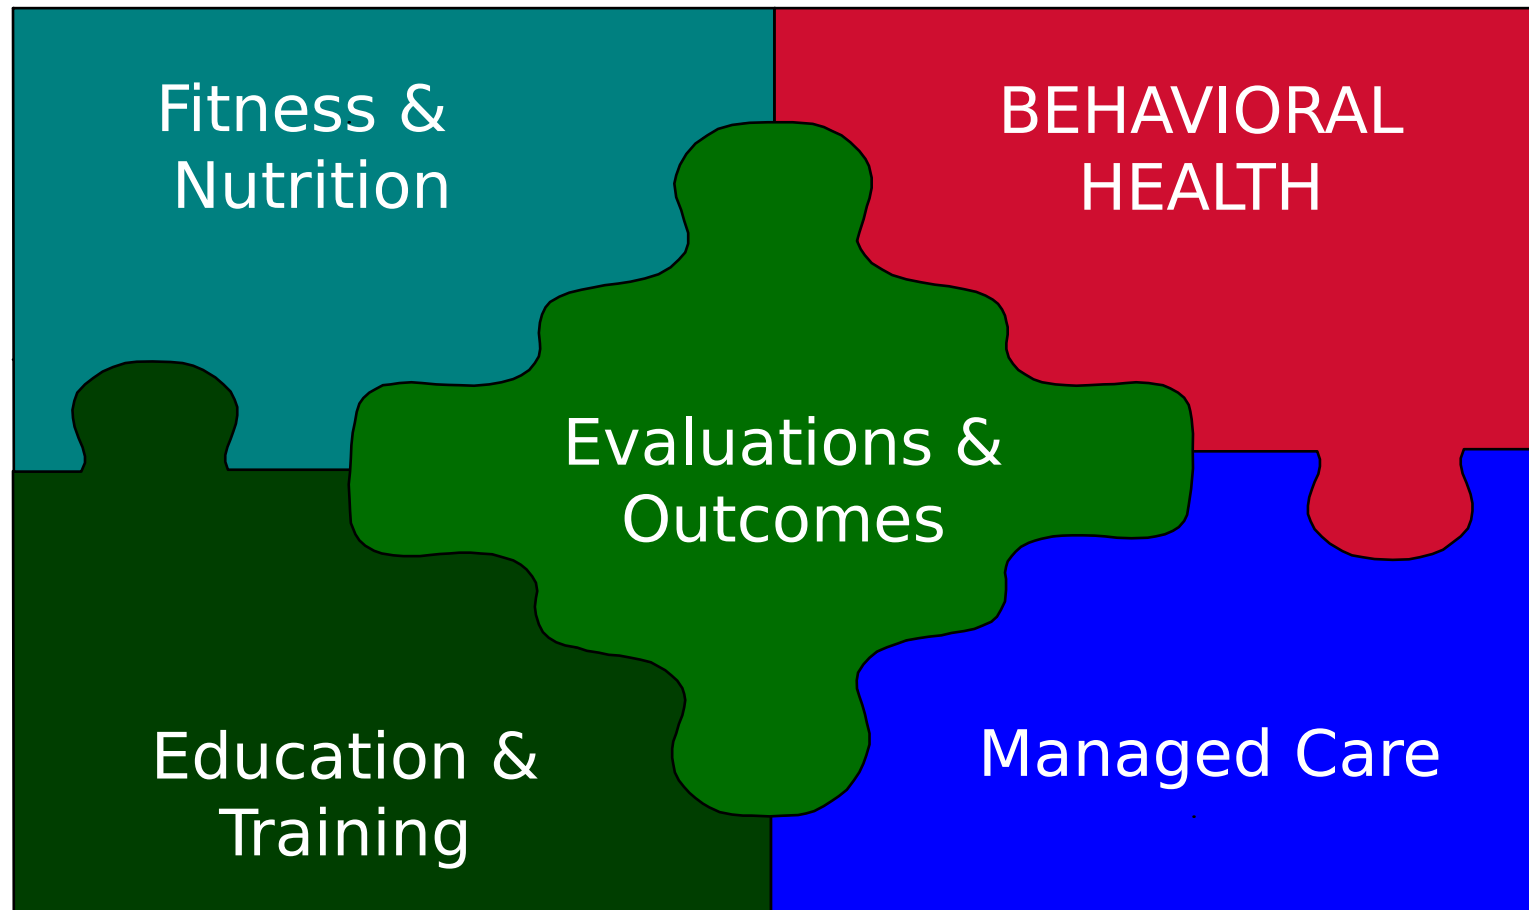 Fitness &
Nutrition
BEHAVIORAL
HEALTH
Evaluations &
Outcomes
Education &
Training
Managed Care